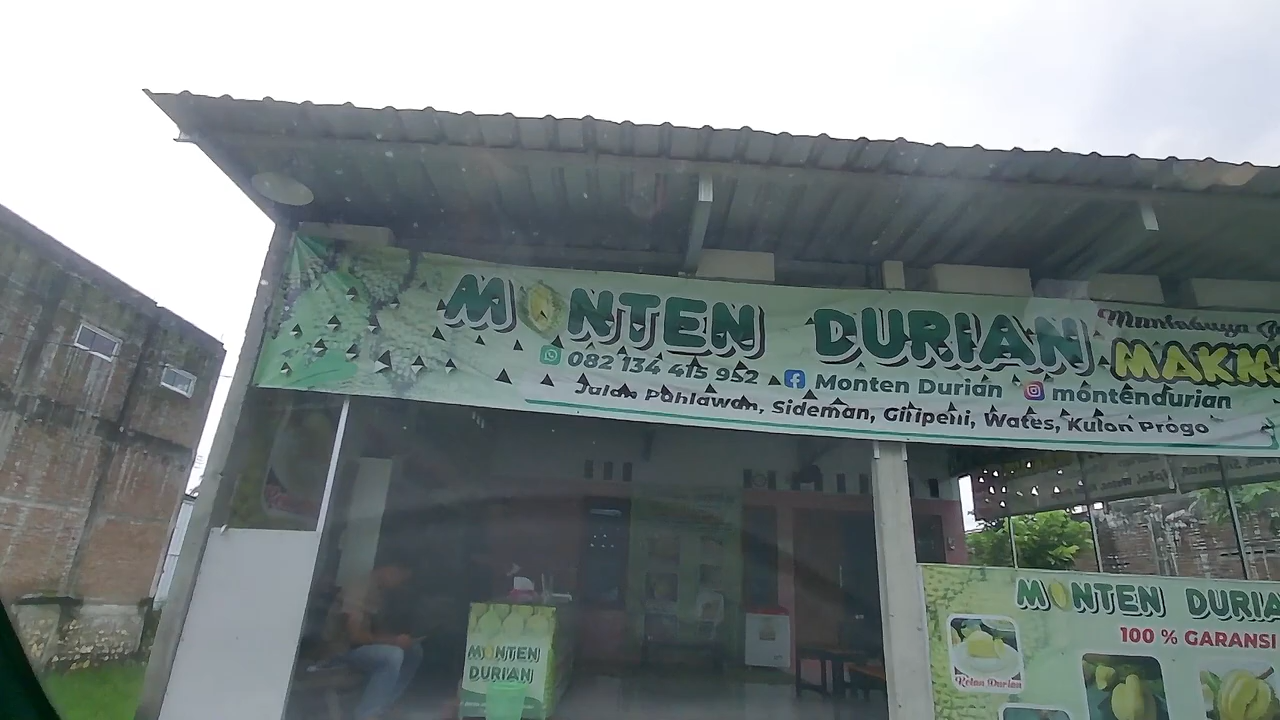 MONTEN DURIAN
082 134 415 952 Monten Durian montendurian
Jalan Pahlawan, Sideman, Giripeni, Wates, Kulon Progo
MONTEN
DURIAN
MONTEN DURIA
100 % GARANSI
Ketan Durian